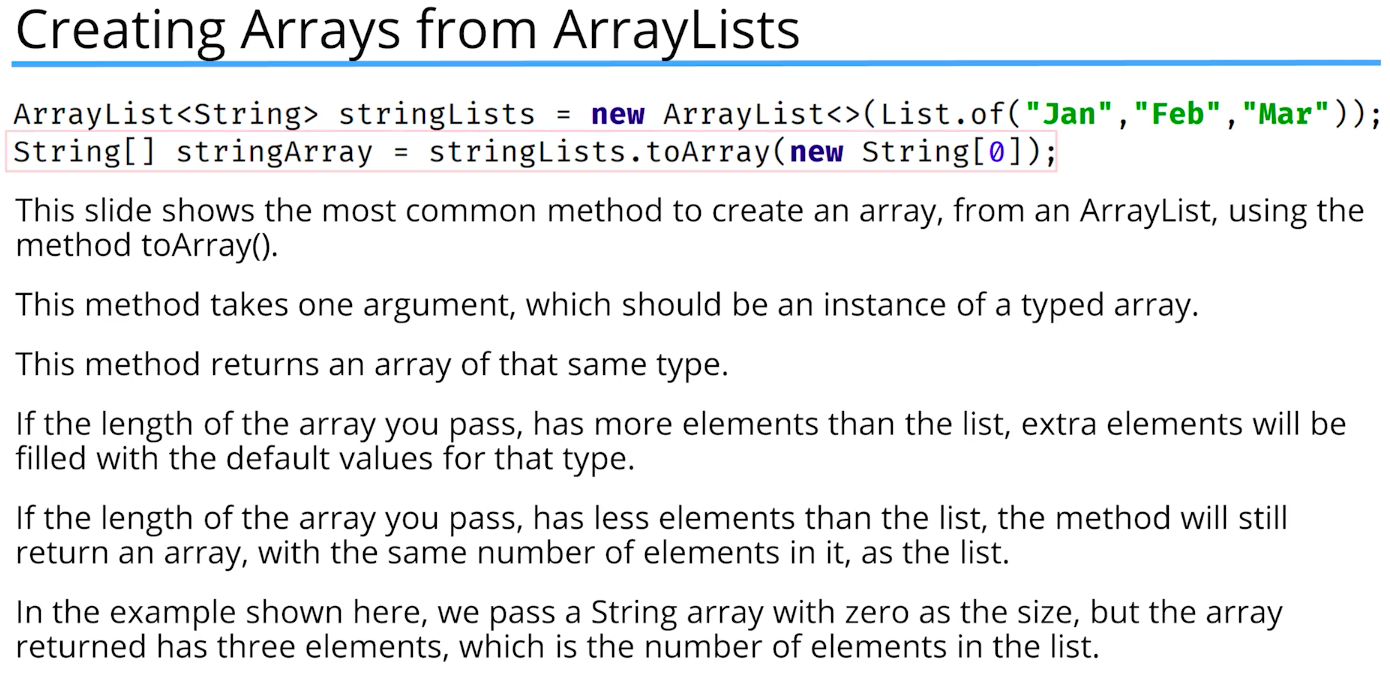 Creating Arrays from ArrayLists
ArrayList<String> stringLists = new ArrayList<>(List.of("Jan","Feb","Mar"));
String[] stringArray = stringLists.toArray(new String[0]);
This slide shows the most common method to create an array, from an ArrayList, using the
method toArray().
This method takes one argument, which should be an instance of a typed array.
This method returns an array of that same type.
If the length of the array you pass, has more elements than the list, extra elements will be
filled with the default values for that type.
If the length of the array you pass, has less elements than the list, the method will still
return an array, with the same number of elements in it, as the list.
In the example shown here, we pass a String array with zero as the size, but the array
returned has three elements, which is the number of elements in the list.